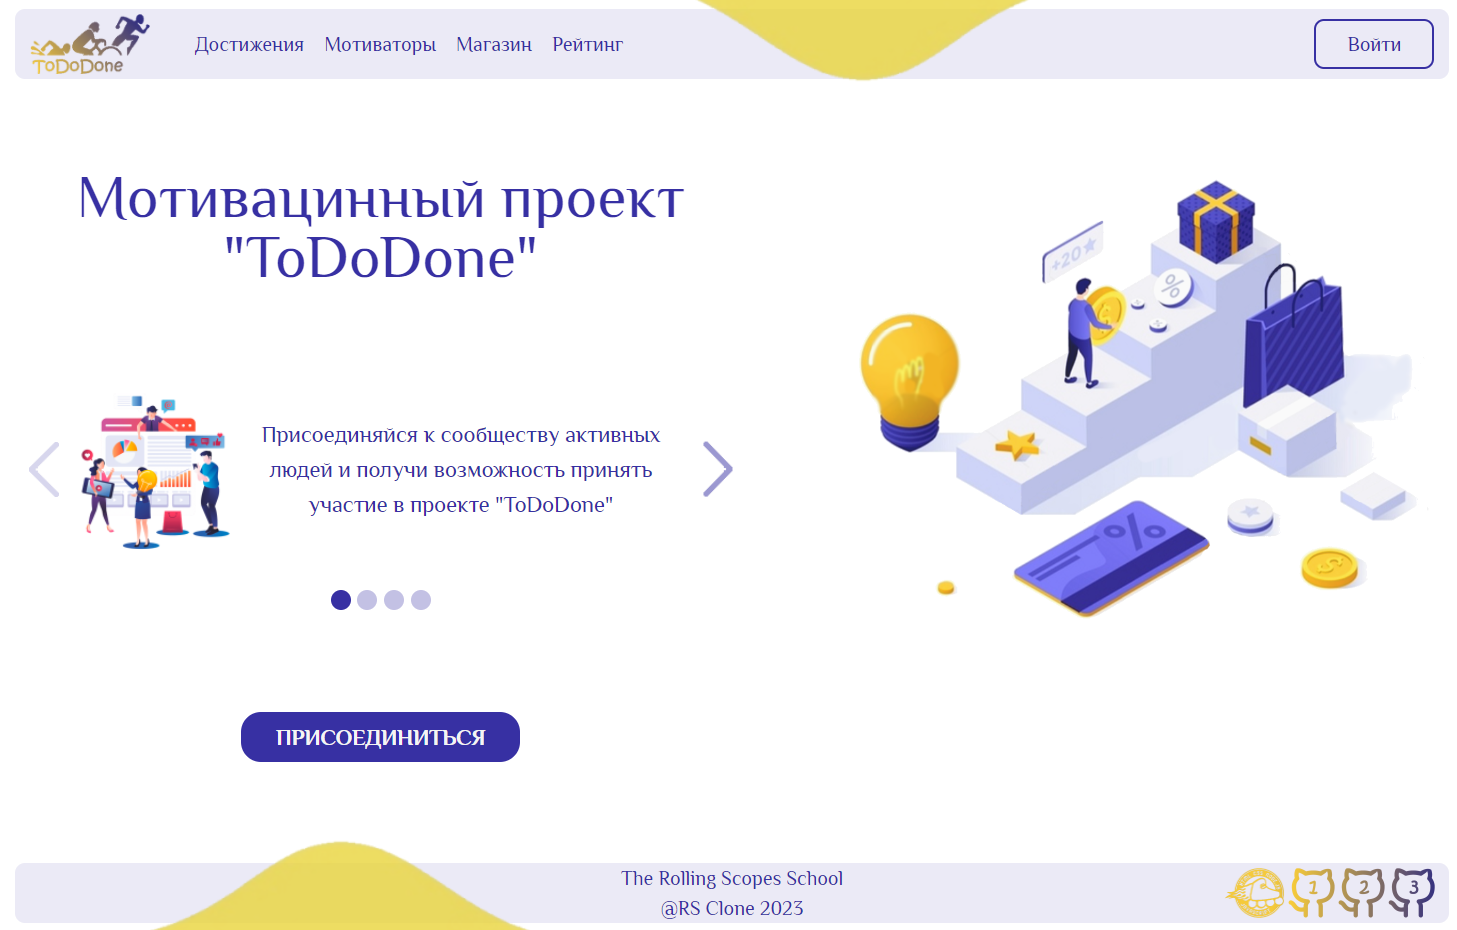 ToDoDone
Достижения
Мотиваторы
Магазин
Рейтинг
Войти
Мотивацинный проект
"ToDoDone"
+20
%
Присоединяйся к сообществу активных
людей и получи возможность принять
участие в проекте "ToDoDone"
%
ПРИСОЕДИНИТЬСЯ
The Rolling Scopes School
@RS Clone 2023
1
2
3